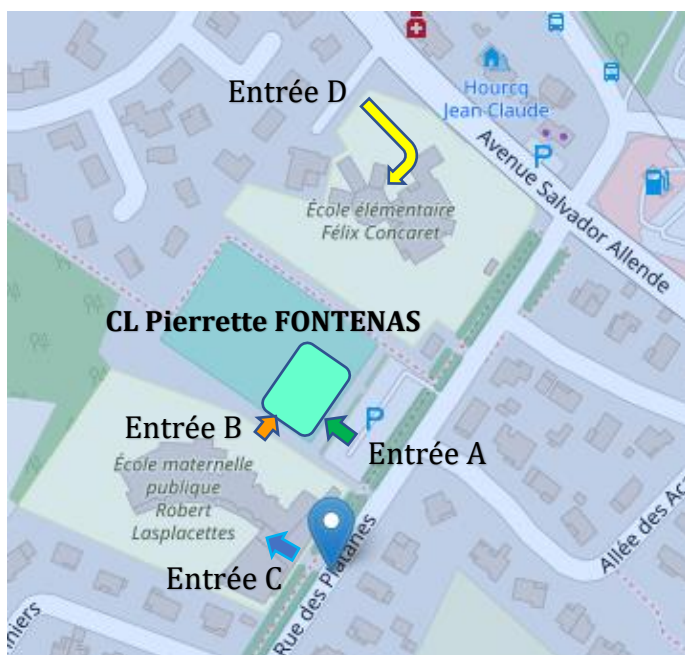 Entrée D
Hourcq
Jean-Claude
P
Avenue Salvador Allende
École élémentaire
Félix Concaret
CL Pierrette FONTENAS
P
Entrée B
Entrée A
École maternelle
publique
Robert
Lasplacettes
Entrée C
Rue des Platanes
Allée des Aca
niers